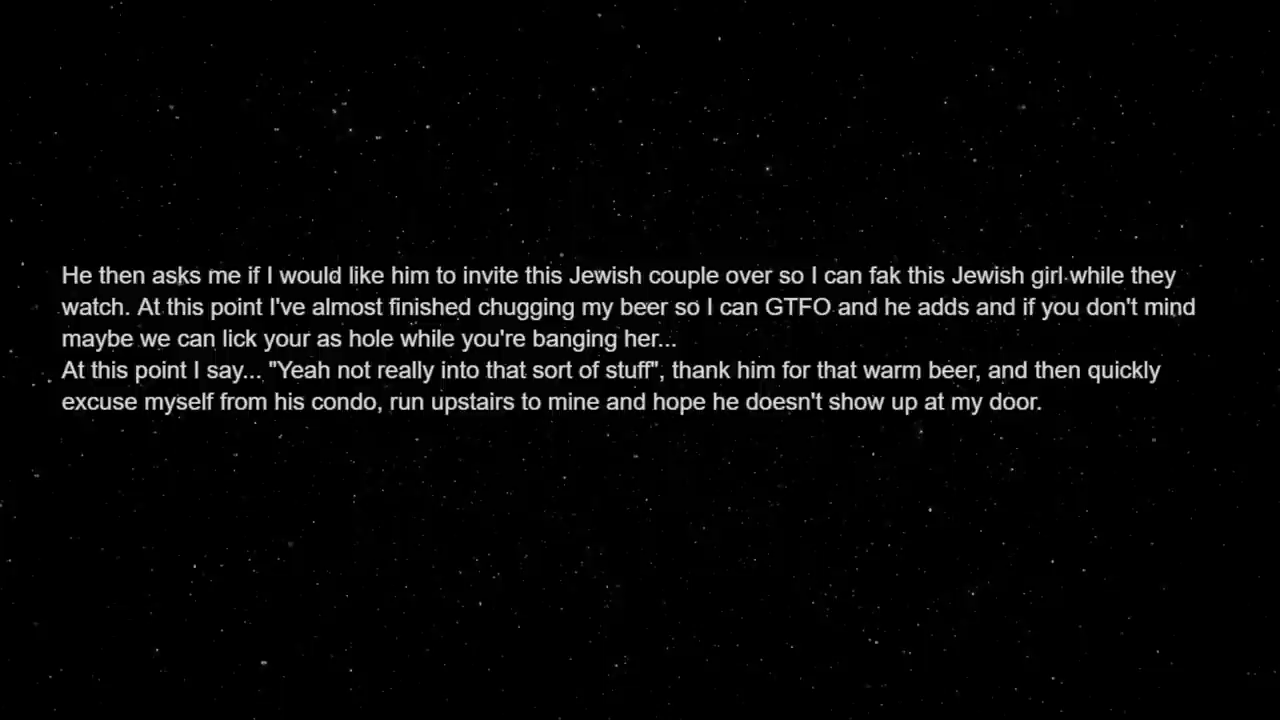 He then asks me if I would like him to invite this Jewish couple over so I can fak this Jewish girl while they
watch. At this point I've almost finished chugging my beer so I can GTFO and he adds and if you don't mind
maybe we can lick your as hole while you're banging her...
At this point I say... "Yeah not really into that sort of stuff", thank him for that warm beer, and then quickly
excuse myself from his condo, run upstairs to mine and hope he doesn't show up at my door.